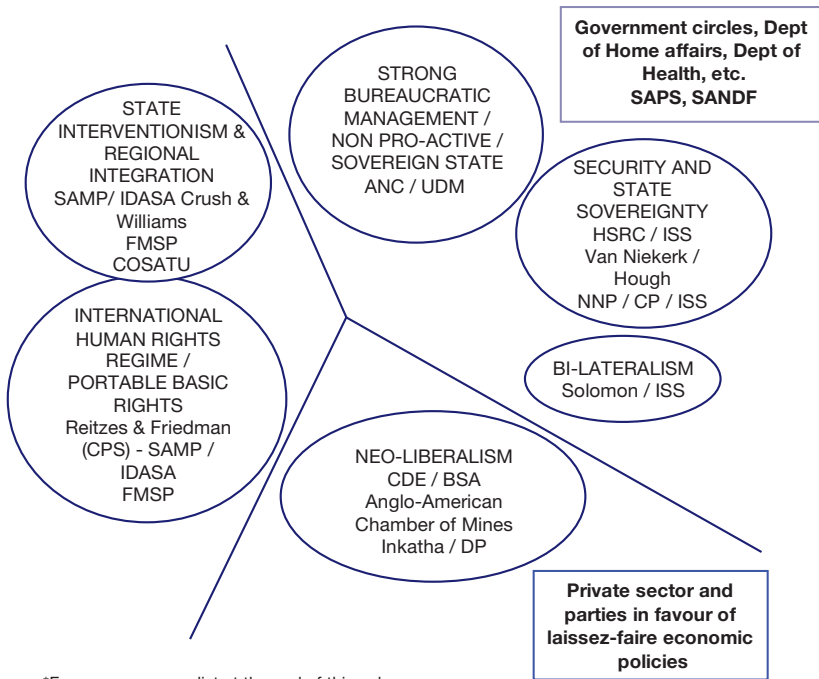 Government circles, Dept
of Home affairs, Dept of
Health, etc.
SAPS, SANDF
STRONG
BUREAUCRATIC
MANAGEMENT /
NON PRO-ACTIVE /
SOVEREIGN STATE
ANC / UDM
STATE
INTERVENTIONISM &
REGIONAL
INTEGRATION
SAMP/ IDASA Crush &
Williams
FMSP
COSATU
SECURITY AND
STATE
SOVEREIGNTY
HSRC / ISS
Van Niekerk /
Hough
NNP / CP / ISS
INTERNATIONAL
HUMAN RIGHTS
REGIME /
PORTABLE BASIC
RIGHTS
Reitzes & Friedman
(CPS) - SAMP /
IDASA
FMSP
BI-LATERALISM
Solomon / ISS
NEO-LIBERALISM
CDE / BSA
Anglo-American
Chamber of Mines
Inkatha / DP
Private sector and
parties in favour of
laissez-faire economic
policies